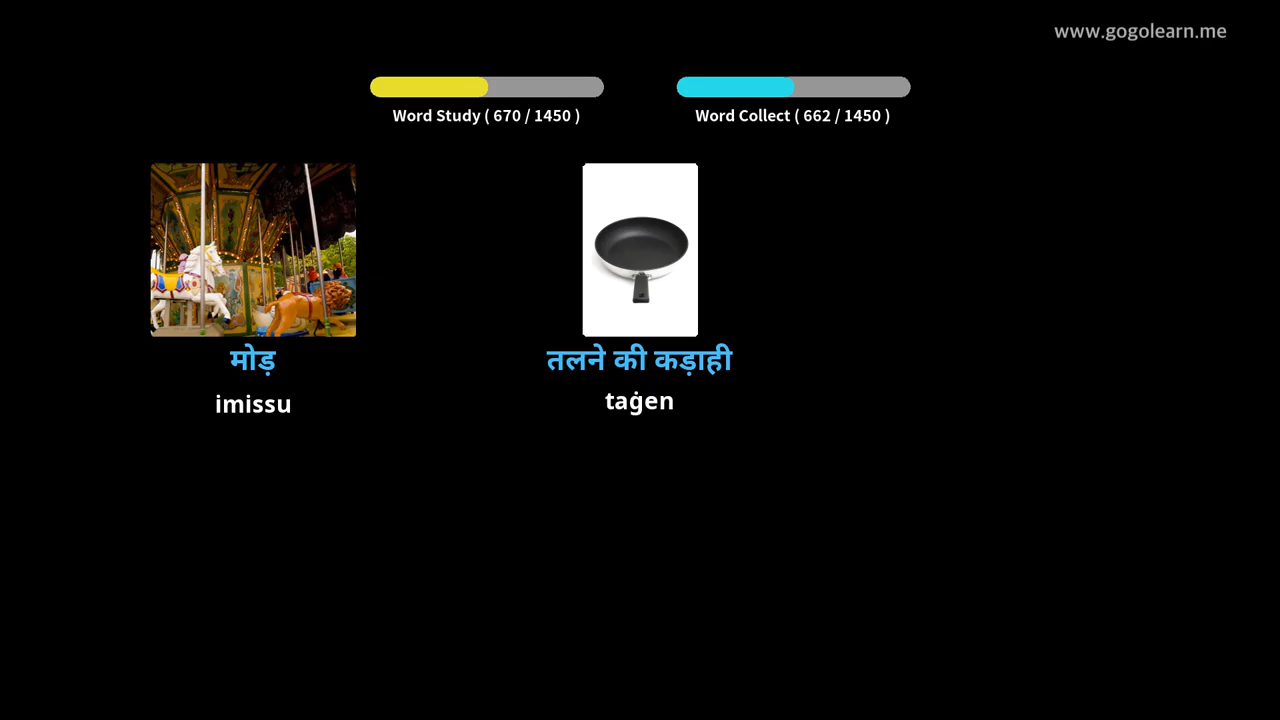 www.gogolearn.me
Word Study ( 670 / 1450 )
Word Collect ( 662 / 1450 )
मोड़
तलने की कड़ाही
imissu
taġen